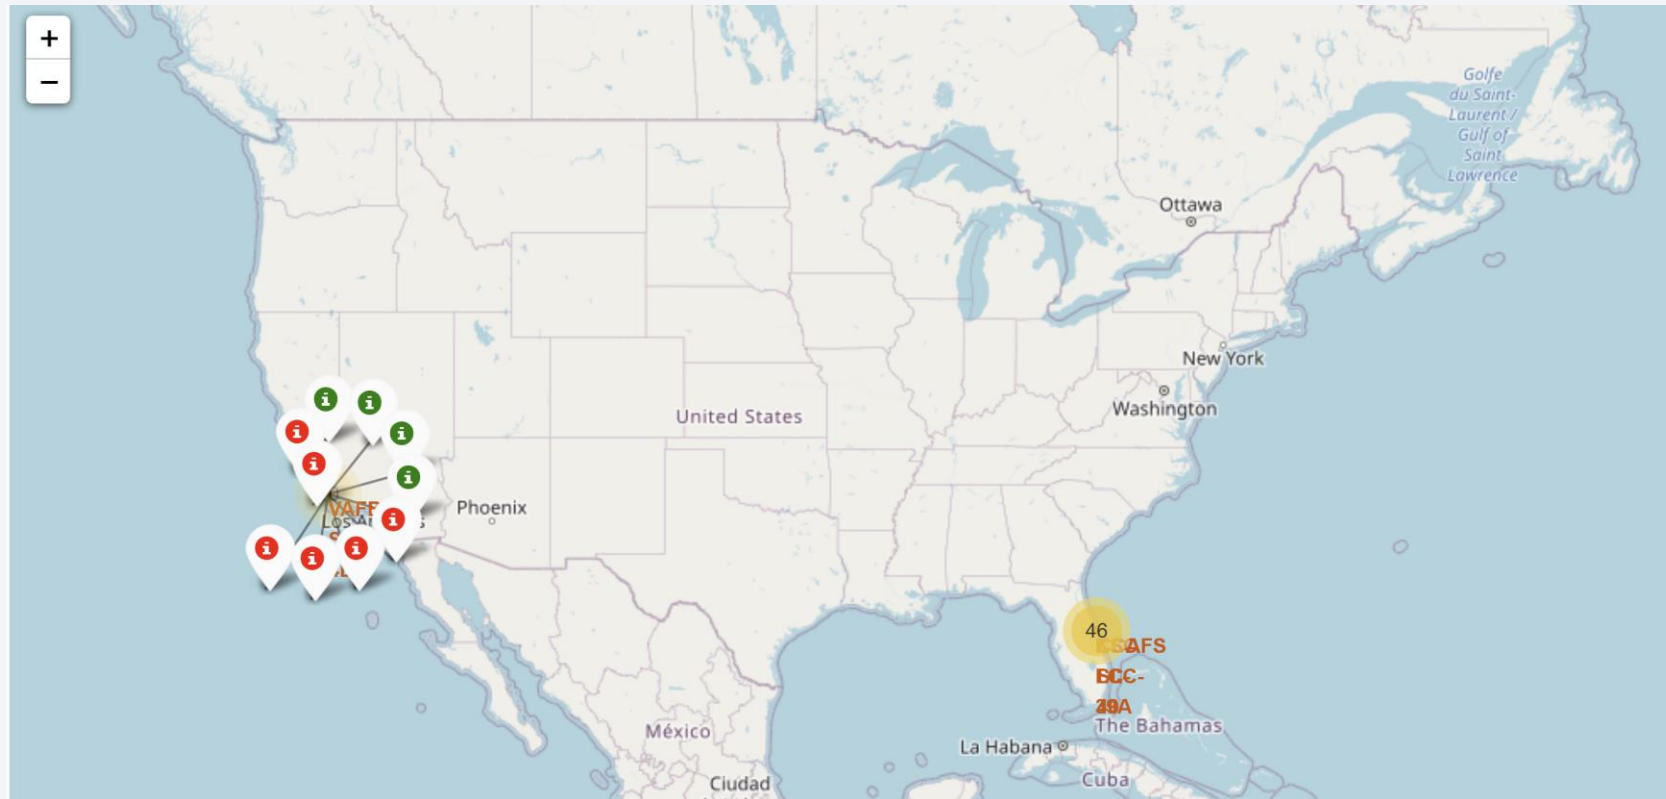 +
−
Golfe
du Saint-
Laurent /
Gulf of
Saint
Lawrence
Ottawa
New York
Washington
United States
Phoenix
46
The Bahamas
La Habana
Cuba
México
Ciudad